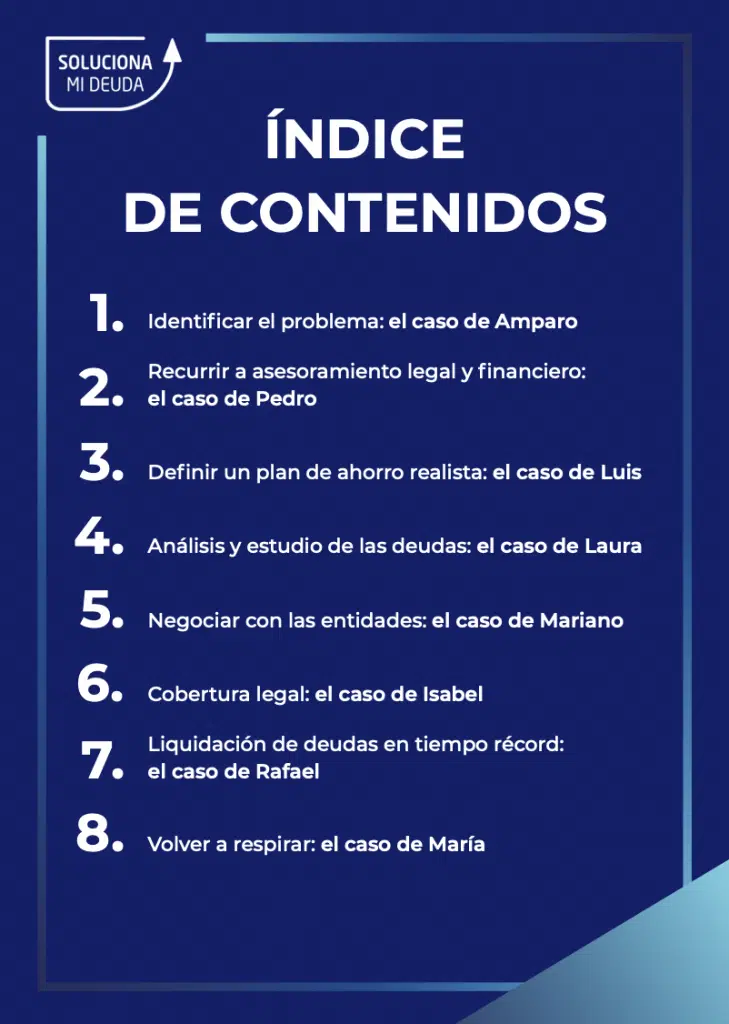 SOLUCIONA
MI DEUDA
ÍNDICE
DE CONTENIDOS
1. Identificar el problema: el caso de Amparo
2. Recurrir a asesoramiento legal y financiero:
el caso de Pedro
3. Definir un plan de ahorro realista: el caso de Luis
4. Análisis y estudio de las deudas: el caso de Laura
5. Negociar con las entidades: el caso de Mariano
6. Cobertura legal: el caso de Isabel
7. Liquidación de deudas en tiempo récord:
el caso de Rafael
8. Volver a respirar: el caso de María